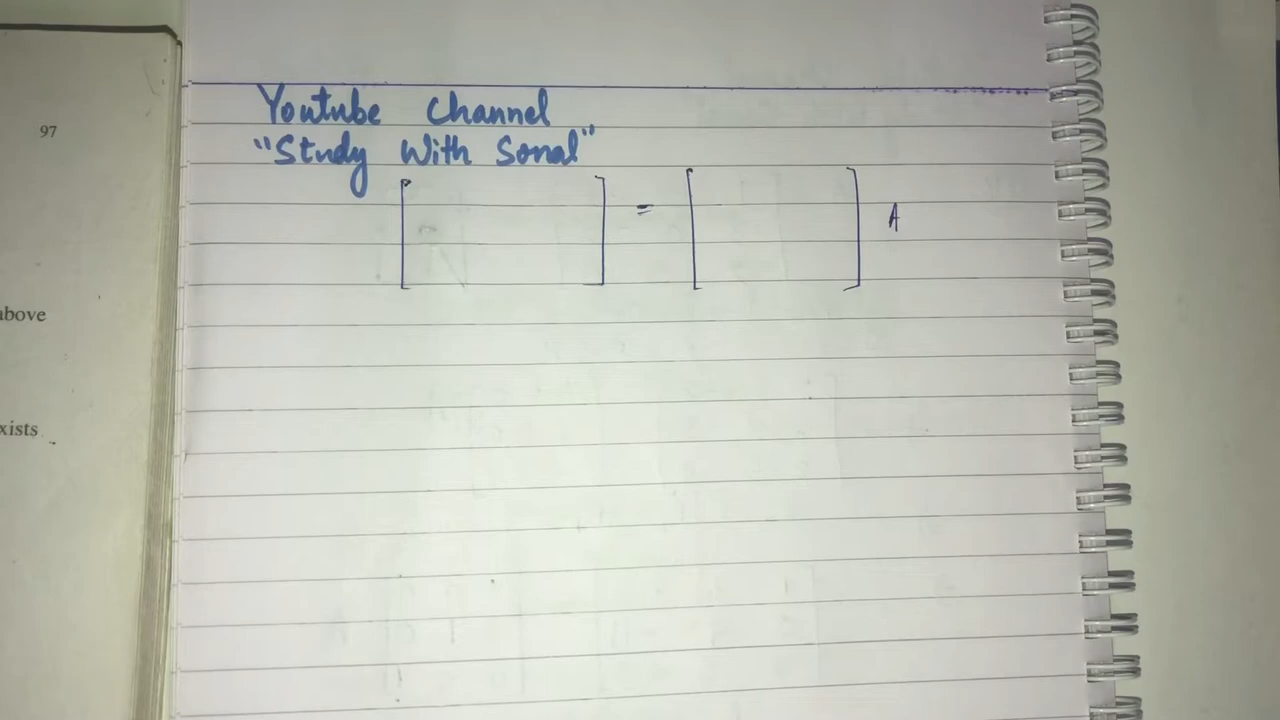 97
above
xists
Youtube Channel
"Study With Sonal"
[ ] = [ ] A